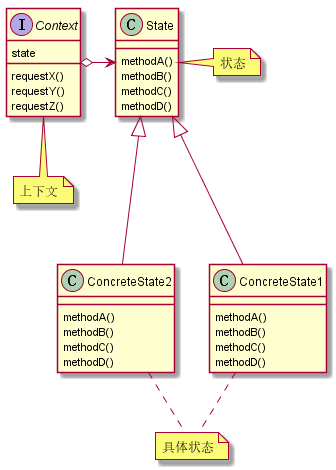 I Context
state
requestX()
requestY()
requestZ()
C State
methodA()
methodB()
methodC()
methodD()
状态
上下文
C ConcreteState2
methodA()
methodB()
methodC()
methodD()
C ConcreteState1
methodA()
methodB()
methodC()
methodD()
具体状态